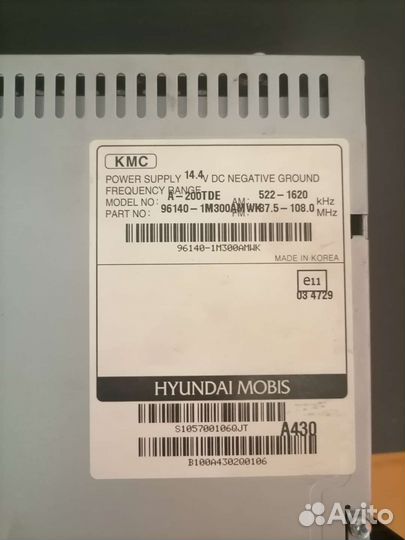 KMC
POWER SUPPLY 14.4 V DC NEGATIVE GROUND
FREQUENCY RANGE
MODEL NO: A-200TDE AM: 522-1620 kHz
PART NO: 96140-1M300AMWK FM: 87.5-108.0 MHz
96140-1M300AMWK
MADE IN KOREA
e11
03 4729
HYUNDAI MOBIS
S105700106QJT
A430
B100A4302Q0106
Avito